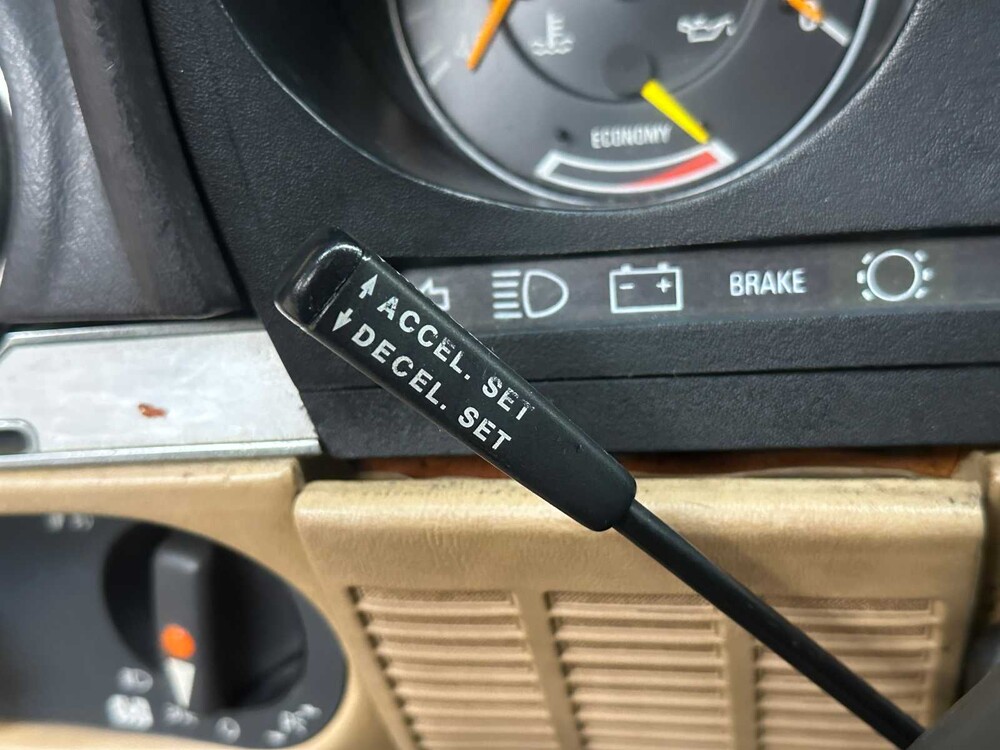 ECONOMY
BRAKE
ACCEL. SET
DECEL. SET